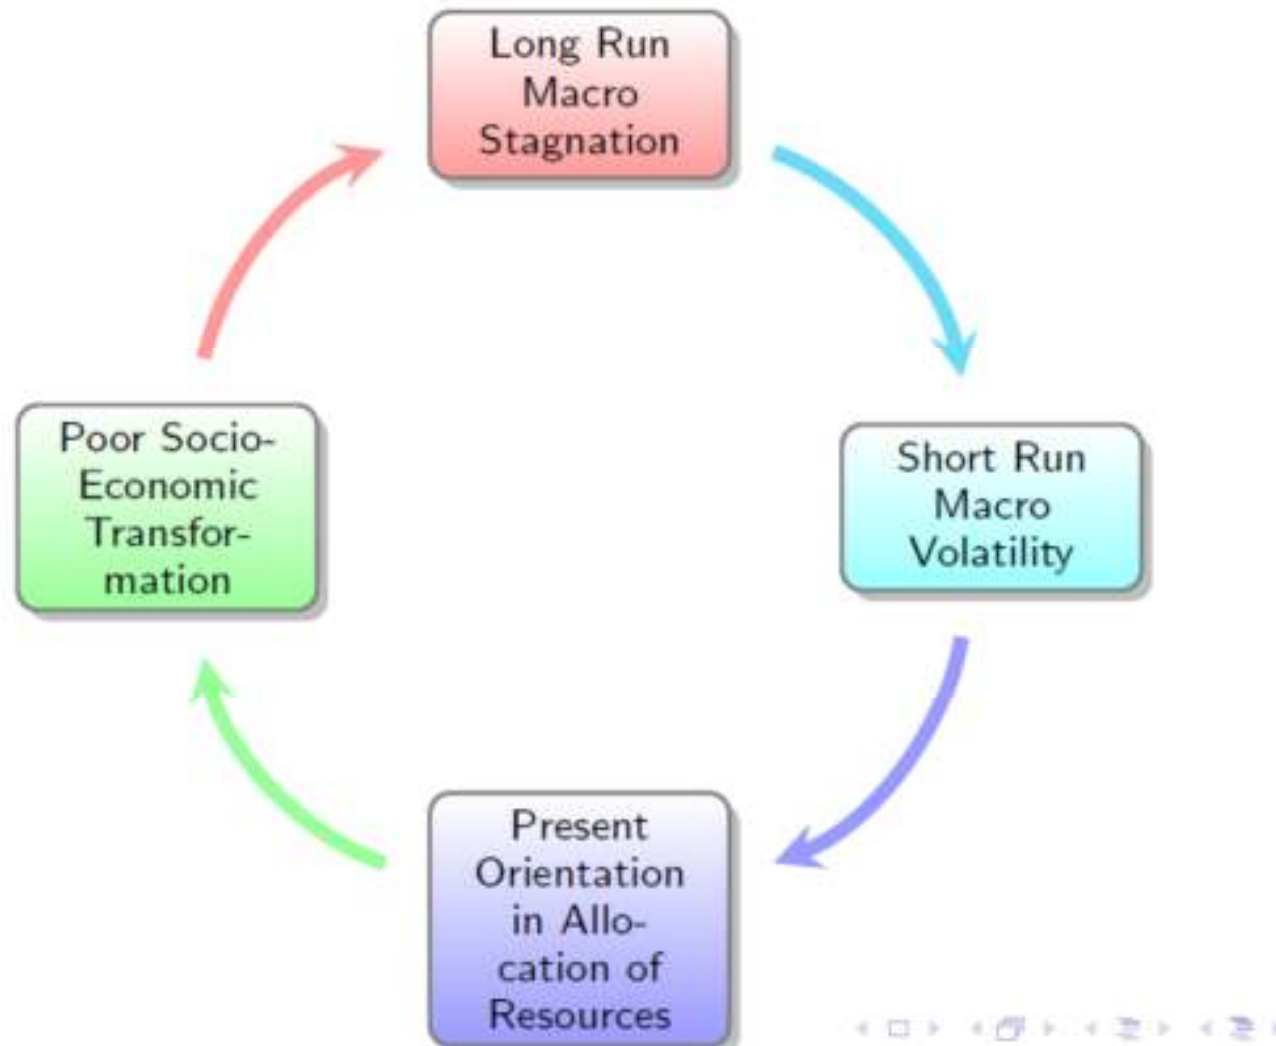 Long Run
Macro
Stagnation
Short Run
Macro
Volatility
Present
Orientation
in Allo-
cation of
Resources
Poor Socio-
Economic
Transfor-
mation